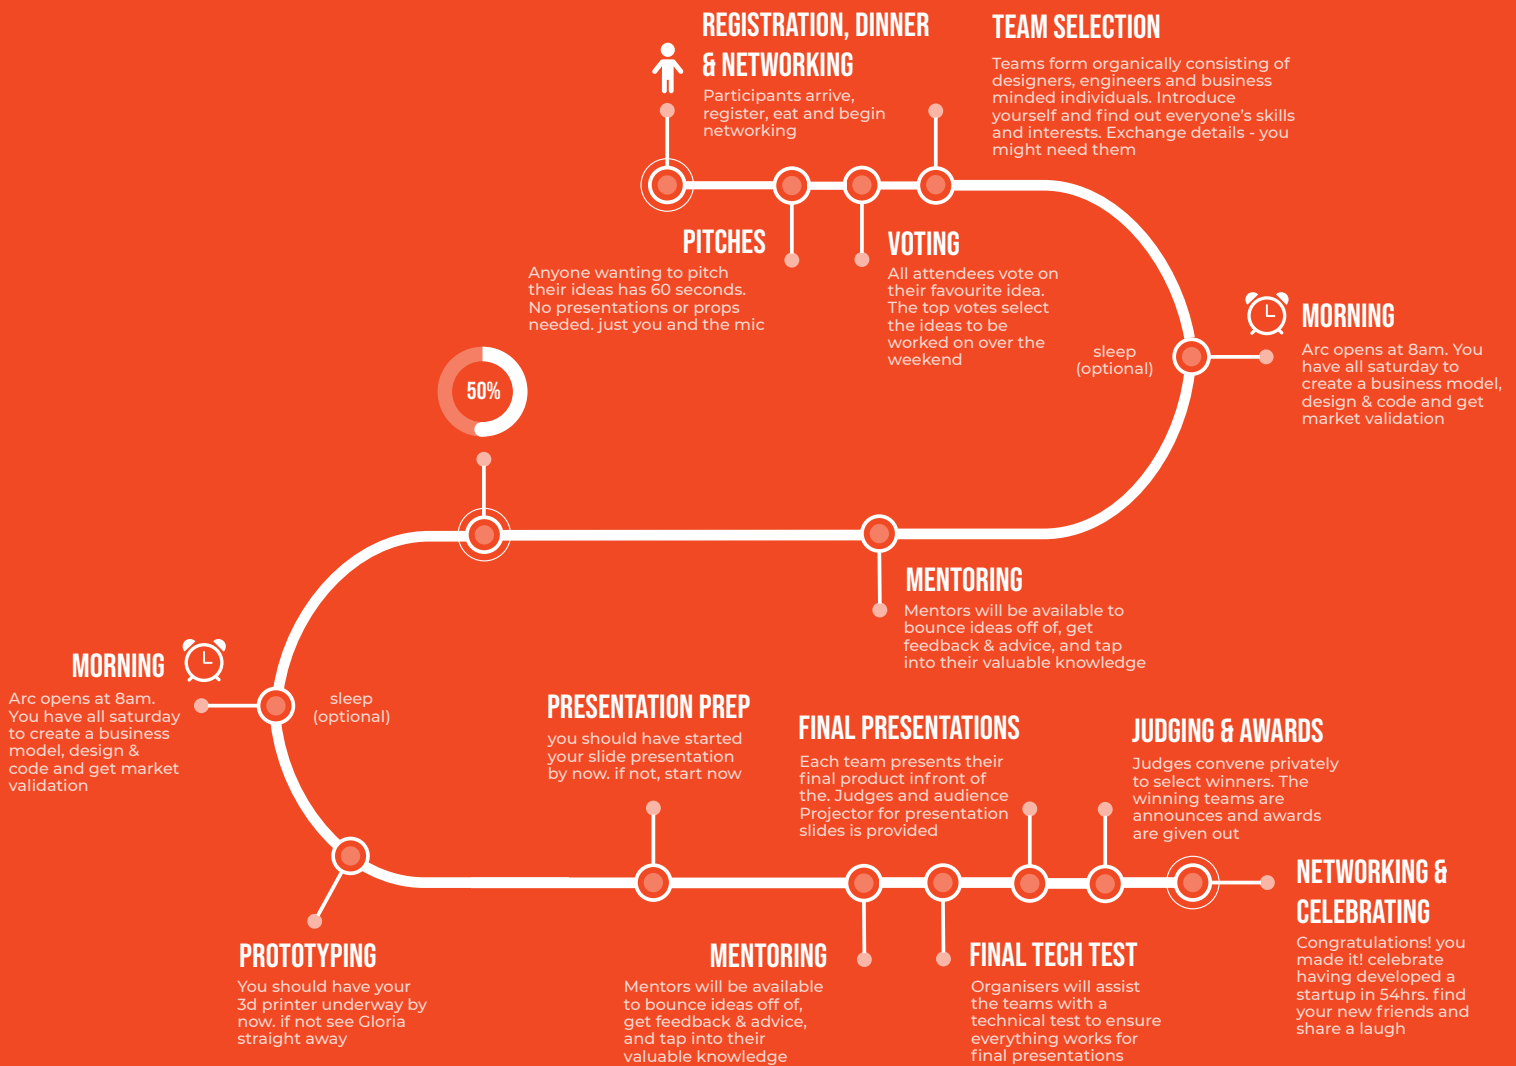 REGISTRATION, DINNER
& NETWORKING
Participants arrive,
register, eat and begin
networking
TEAM SELECTION
Teams form organically consisting of
designers, engineers and business
minded individuals. Introduce
yourself and find out everyone's skills
and interests. Exchange details - you
might need them
PITCHES
Anyone wanting to pitch
their ideas has 60 seconds.
No presentations or props
needed. just you and the mic
VOTING
All attendees vote on
their favourite idea.
The top votes select
the ideas to be
worked on over the
weekend
sleep
(optional)
MORNING
Arc opens at 8am. You
have all saturday to
create a business model,
design & code and get
market validation
50%
MENTORING
Mentors will be available to
bounce ideas off of, get
feedback & advice, and tap
into their valuable knowledge
MORNING
Arc opens at 8am.
You have all saturday
to create a business
model, design &
code and get market
validation
sleep
(optional)
PROTOTYPING
You should have your
3d printer underway by
now. if not see Gloria
straight away
PRESENTATION PREP
you should have started
your slide presentation
by now. if not, start now
MENTORING
Mentors will be available
to bounce ideas off of,
get feedback & advice,
and tap into their
valuable knowledge
FINAL TECH TEST
Organisers will assist
the teams with a
technical test to ensure
everything works for
final presentations
FINAL PRESENTATIONS
Each team presents their
final product infront of
the. Judges and audience
Projector for presentation
slides is provided
JUDGING & AWARDS
Judges convene privately
to select winners. The
winning teams are
announces and awards
are given out
NETWORKING &
CELEBRATING
Congratulations! you
made it! celebrate
having developed a
startup in 54hrs. find
your new friends and
share a laugh